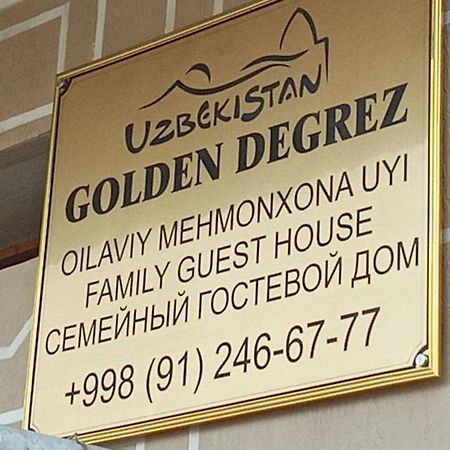 UZBEKISTAN
GOLDEN DEGREZ
OILAVIY MEHMONXONA UYI
FAMILY GUEST HOUSE
СЕМЕЙНЫЙ ГОСТЕВОЙ ДОМ
+998 (91) 246-67-77